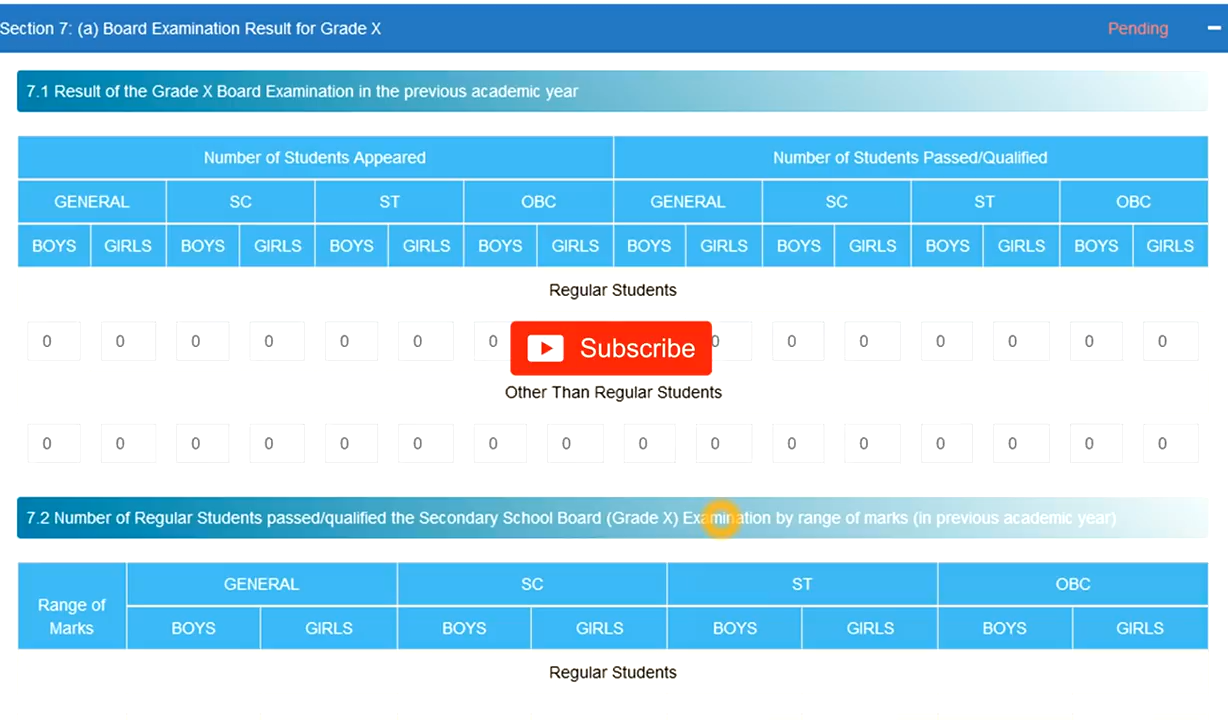 Section 7: (a) Board Examination Result for Grade X Pending
7.1 Result of the Grade X Board Examination in the previous academic year
Number of Students Appeared Number of Students Passed/Qualified
GENERAL SC ST OBC GENERAL SC ST OBC
BOYS GIRLS BOYS GIRLS BOYS GIRLS BOYS GIRLS BOYS GIRLS BOYS GIRLS BOYS GIRLS BOYS GIRLS
Regular Students
0 0 0 0 0 0 0 0 0 0 0 0 0 0
Subscribe
Other Than Regular Students
0 0 0 0 0 0 0 0 0 0 0 0 0 0 0 0
7.2 Number of Regular Students passed/qualified the Secondary School Board (Grade X) Examination by range of marks (in previous academic year)
Range of Marks GENERAL SC ST OBC
BOYS GIRLS BOYS GIRLS BOYS GIRLS BOYS GIRLS
Regular Students